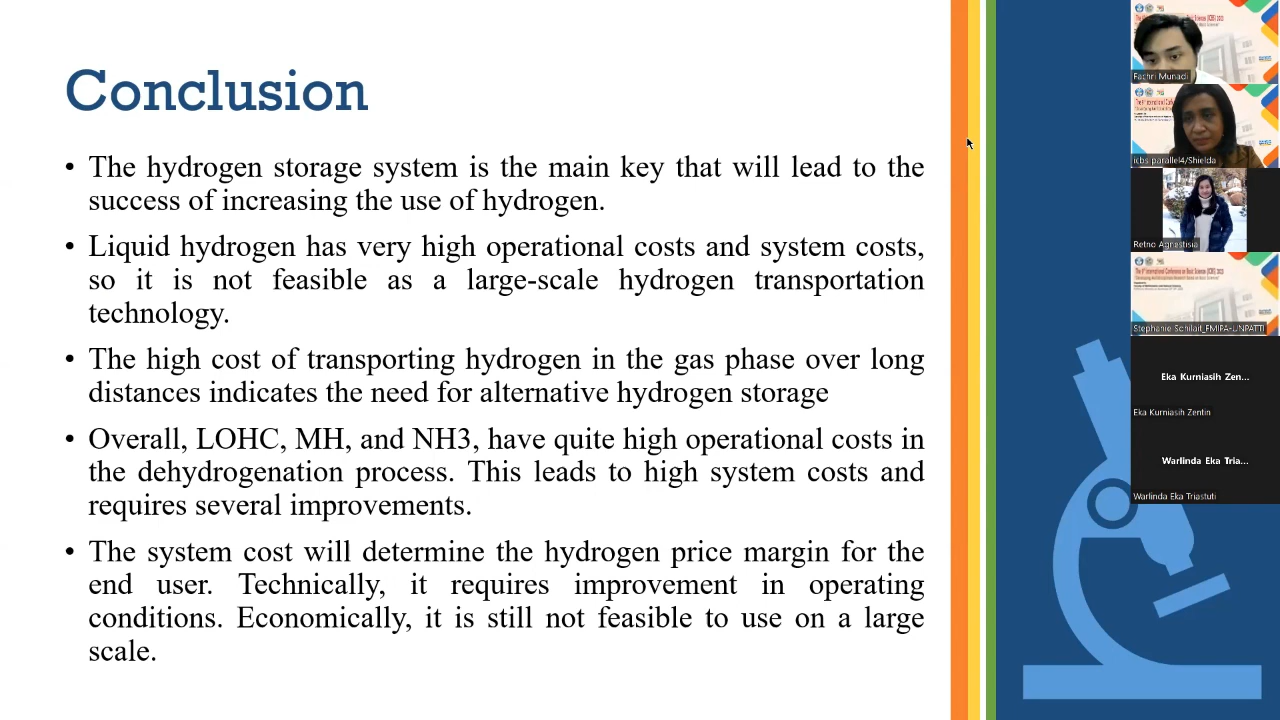 Conclusion
• The hydrogen storage system is the main key that will lead to the
success of increasing the use of hydrogen.
• Liquid hydrogen has very high operational costs and system costs,
so it is not feasible as a large-scale hydrogen transportation
technology.
• The high cost of transporting hydrogen in the gas phase over long
distances indicates the need for alternative hydrogen storage
• Overall, LOHC, MH, and NH3, have quite high operational costs in
the dehydrogenation process. This leads to high system costs and
requires several improvements.
• The system cost will determine the hydrogen price margin for the
end user. Technically, it requires improvement in operating
conditions. Economically, it is still not feasible to use on a large
scale.
Fachri Munadi
icbs parallel4/Shielda
Retno Agnestisia
Stephanie Schilait_FMIPA-UNPATTI
Eka Kurniasih Zen...
Eka Kurniasih Zentin
Warlinda Eka Tria...
Warlinda Eka Triastuti